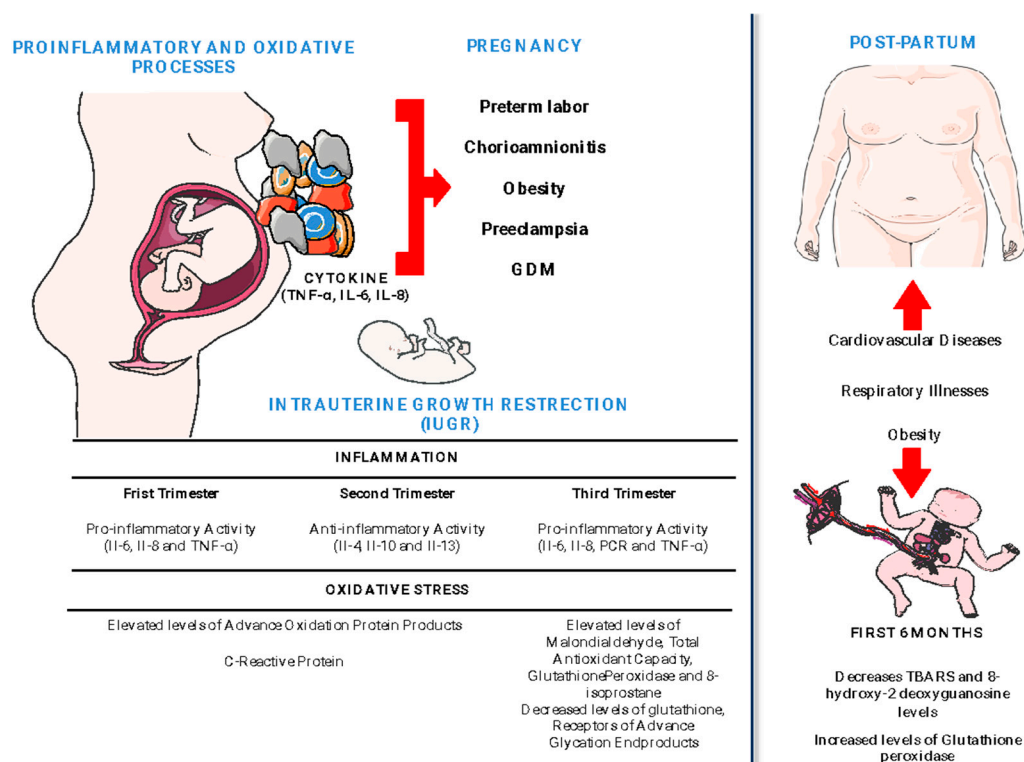 PROINFLAMMATORY AND OXIDATIVE
PROCESSES
PREGNANCY
Preterm labor
Chorioamnionitis
Obesity
Preeclampsia
GDM
CYTOKINE
(TNF-α, IL-6, IL-8)
INTRAUTERINE GROWTH RESTRECTION
(IUGR)
INFLAMMATION
Frist Trimester
Second Trimester
Third Trimester
Pro-inflammatory Activity
(Il-6, Il-8 and TNF-α)
Anti-inflammatory Activity
(Il-4 Il-10 and Il-13)
Pro-inflammatory Activity
(Il-6, Il-8, PCR and TNF-α)
OXIDATIVE STRESS
Elevated levels of Advance Oxidation Protein Products
C-Reactive Protein
Elevated levels of
Malondialdehyde, Total
Antioxidant Capacity,
GlutathionePeroxidase and 8-
isoprostane
Decreased levels of glutathione,
Receptors of Advance
Glycation Endproducts
POST-PARTUM
Cardiovascular Diseases
Respiratory Illnesses
Obesity
FIRST 6 MONTHS
Decreases TBARS and 8-
hydroxy-2 deoxyguanosine
levels
Increased levels of Glutathione
peroxidase